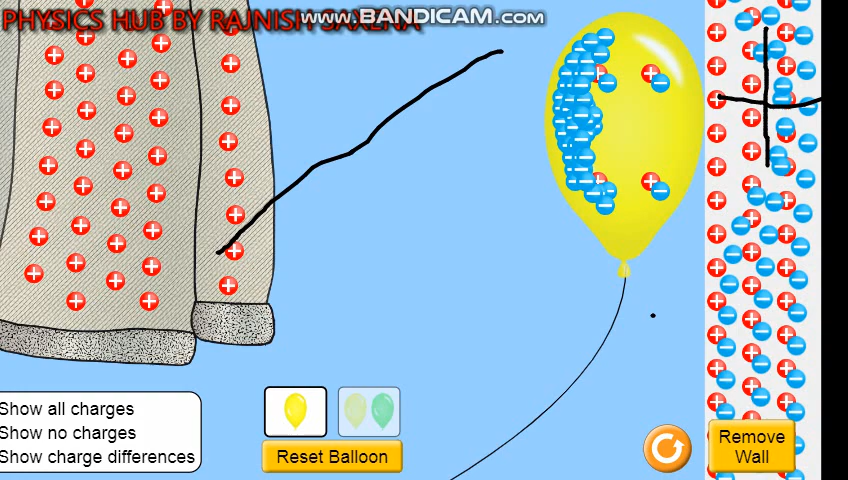 PHYSICS HUB BY RAJNISH SAXENA
www.BANDICAM.com
Show all charges
Show no charges
Show charge differences
Reset Balloon
Remove
Wall